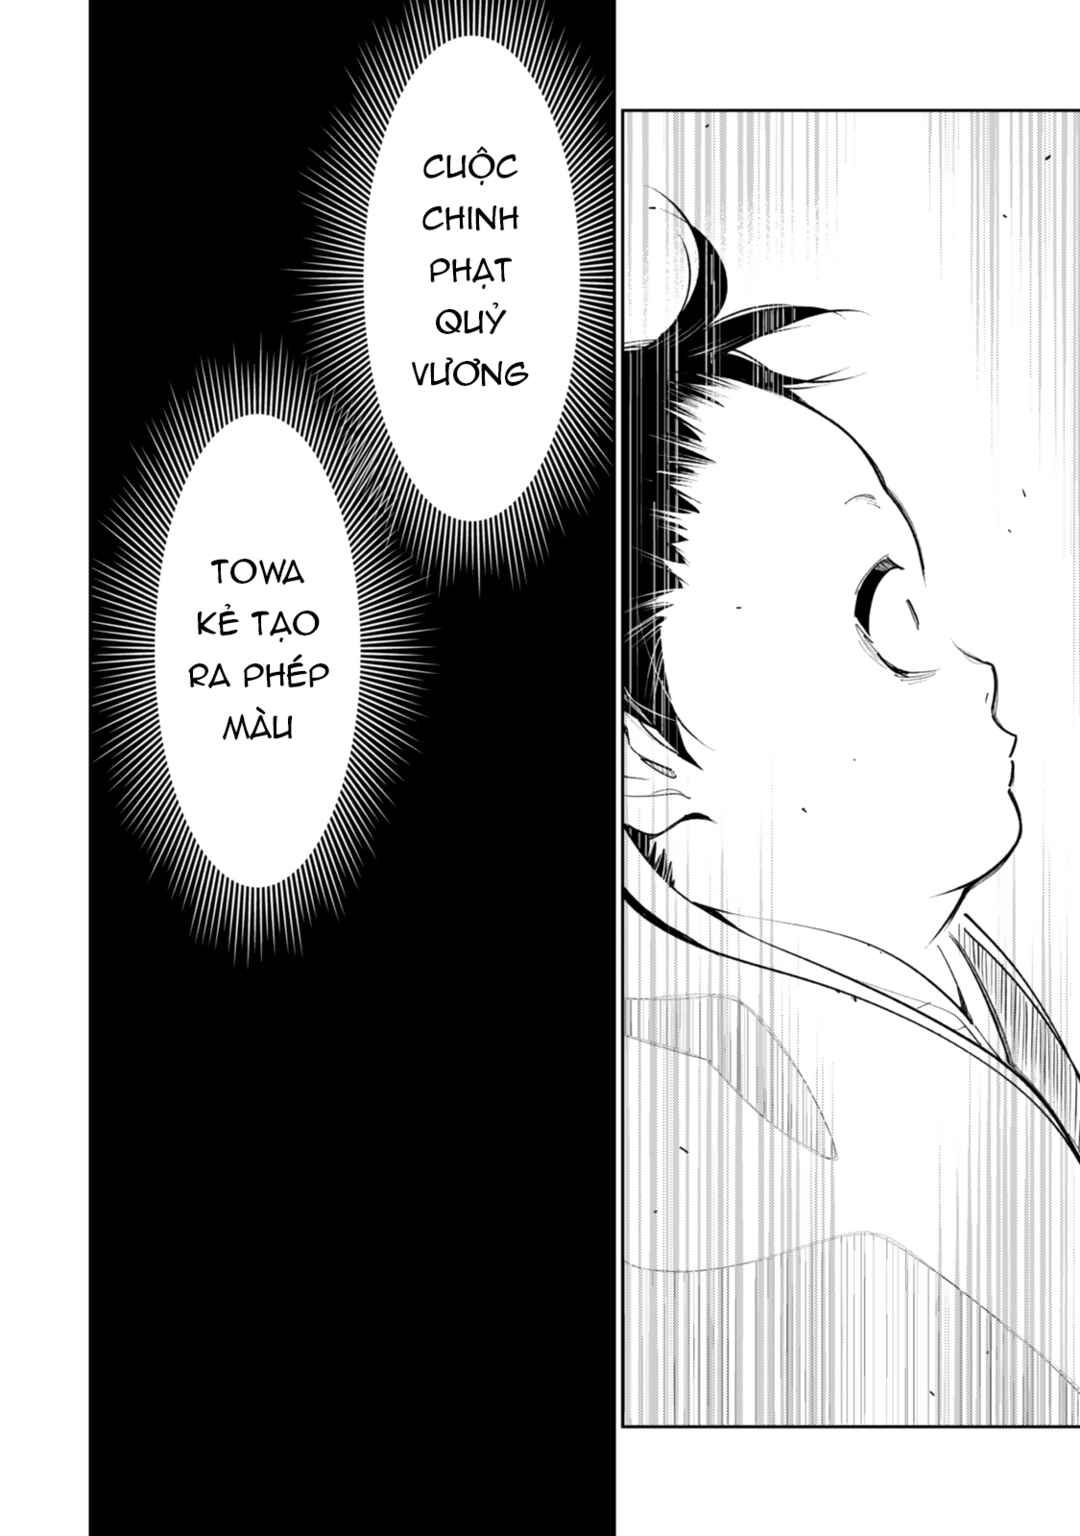 CUỘC
CHINH
PHẠT
QUỶ
VƯƠNG
TOWA
KẺ TẠO
RA PHÉP
MÀU